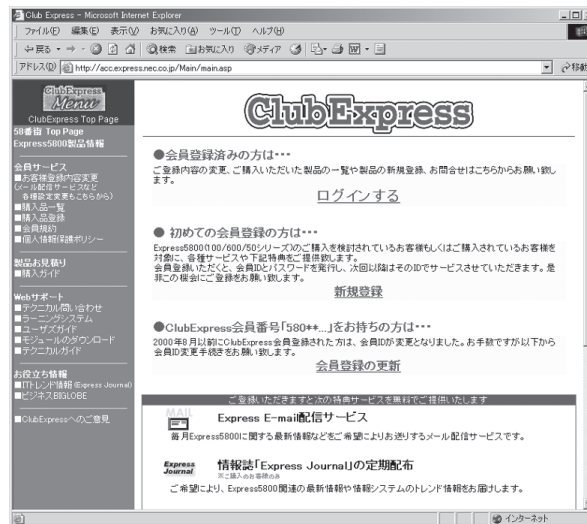 Club Express - Microsoft Internet Explorer
ファイル(F) 編集(E) 表示(V) お気に入り(A) ツール(T) ヘルプ(H)
戻る 検索 お気に入り メディア
アドレス(D) http://acc.express.nec.co.jp/Main/main.asp 移動
ClubExpress
Menu
ClubExpress Top Page
58番街 Top Page
Express5800製品情報
会員サービス
■お客様登録内容変更
(メール配信サービスなど
各種設定変更もこちらから)
■購入品一覧
■購入品登録
■会員規約
■個人情報保護ポリシー
製品お見積り
■購入ガイド
Webサポート
■テクニカル問い合わせ
■ラーニングシステム
■ユーザズガイド
■モジュールのダウンロード
■テクニカルガイド
お役立ち情報
■ITトレンド情報(Express Journal)
■ビジネスBIGLOBE
■ClubExpressへのご意見
ClubExpress
●会員登録済みの方は・・・
ご登録内容の変更、ご購入いただいた製品の一覧や製品の新規登録、お問合せはこちらからお願い致し
ます。
ログインする
● 初めての会員登録の方は・・・
Express5800(100/600/50シリーズ)のご購入を検討されているお客様もしくはご購入されているお客様を
対象に、各種サービスや下記特典をご提供致します。
会員登録いただくと、会員IDとパスワードを発行し、次回以降はそのIDでサービスさせていただきます。是
非この機会にご登録をお願い致します。
新規登録
●ClubExpress会員番号「580**...」をお持ちの方は・・・
2000年8月以前にClubExpress会員登録された方は、会員IDが変更となりました。お手数ですが以下から
会員ID変更手続きをお願い致します。
会員登録の更新
ご登録いただきますと次の特典サービスを無料でご提供いたします
MAIL
Express E-mail配信サービス
毎月Express5800に関する最新情報などをご希望によりお送りするメール配信サービスです。
Express Journal
情報誌「Express Journal」の定期配布
※ご購入のお客様のみ
ご希望により、Express5800関連の最新情報や情報システムのトレンド情報をお届けします。
インターネット